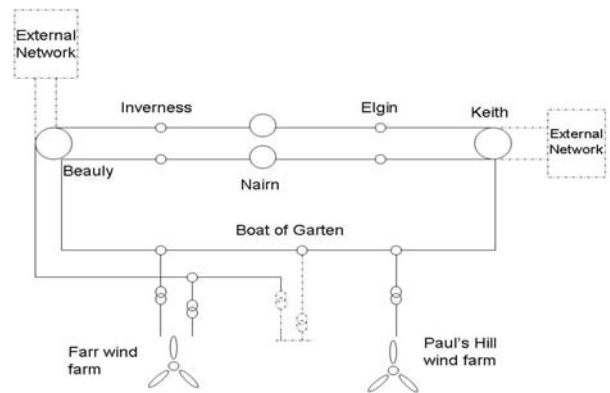 External
Network
Inverness
Elgin
Keith
External
Network
Beauly
Nairn
Boat of Garten
Farr wind
farm
Paul's Hill
wind farm